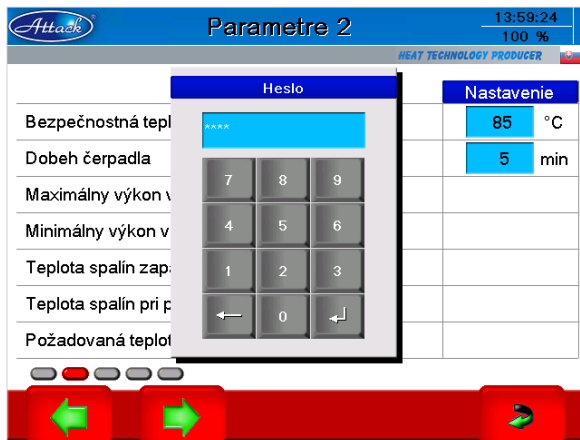 Attack
Parametre 2
13:59:24
100 %
HEAT TECHNOLOGY PRODUCER
Heslo
Nastavenie
****
Bezpečnostná tepl
85 °C
Dobeh čerpadla
5 min
Maximálny výkon v
Minimálny výkon v
Teplota spalín zap
Teplota spalín pri p
Požadovaná teplot
7 8 9
4 5 6
1 2 3
0